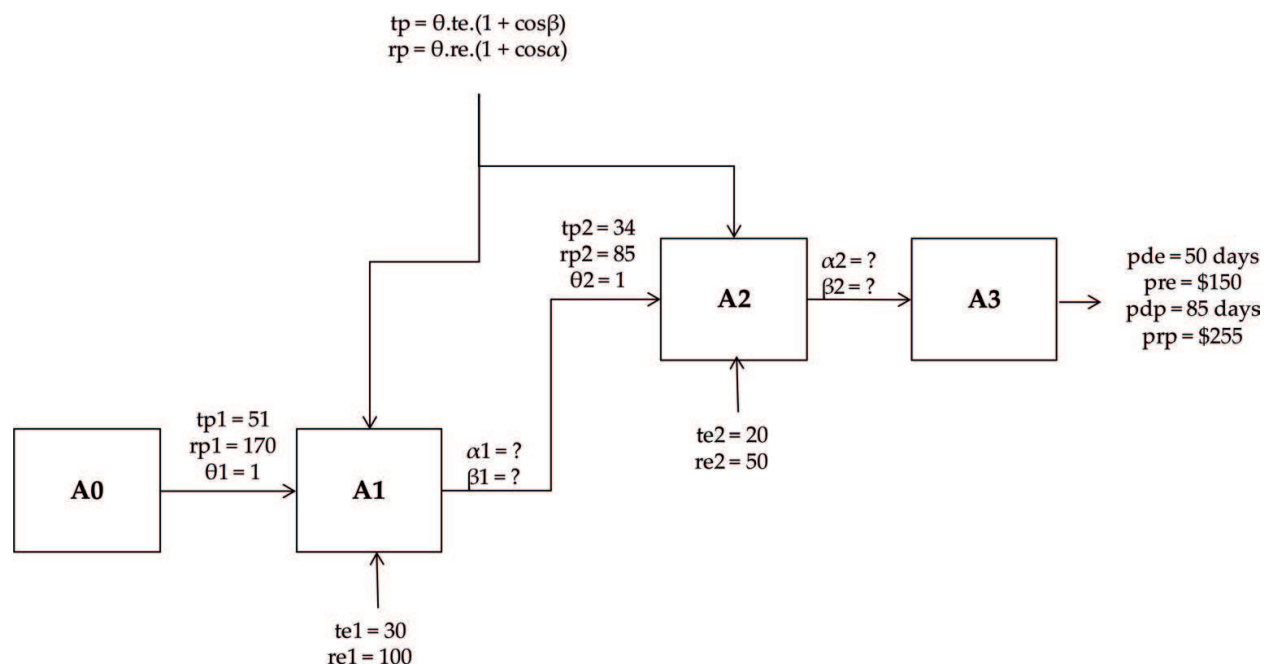 tp = θ.te.(1 + cosβ)
rp = θ.re.(1 + cosα)
tp2 = 34
rp2 = 85
θ2 = 1
A2
α2 = ?
β2 = ?
A3
pde = 50 days
pre = $150
pdp = 85 days
prp = $255
te2 = 20
re2 = 50
A0
tp1 = 51
rp1 = 170
θ1 = 1
A1
α1 = ?
β1 = ?
te1 = 30
re1 = 100